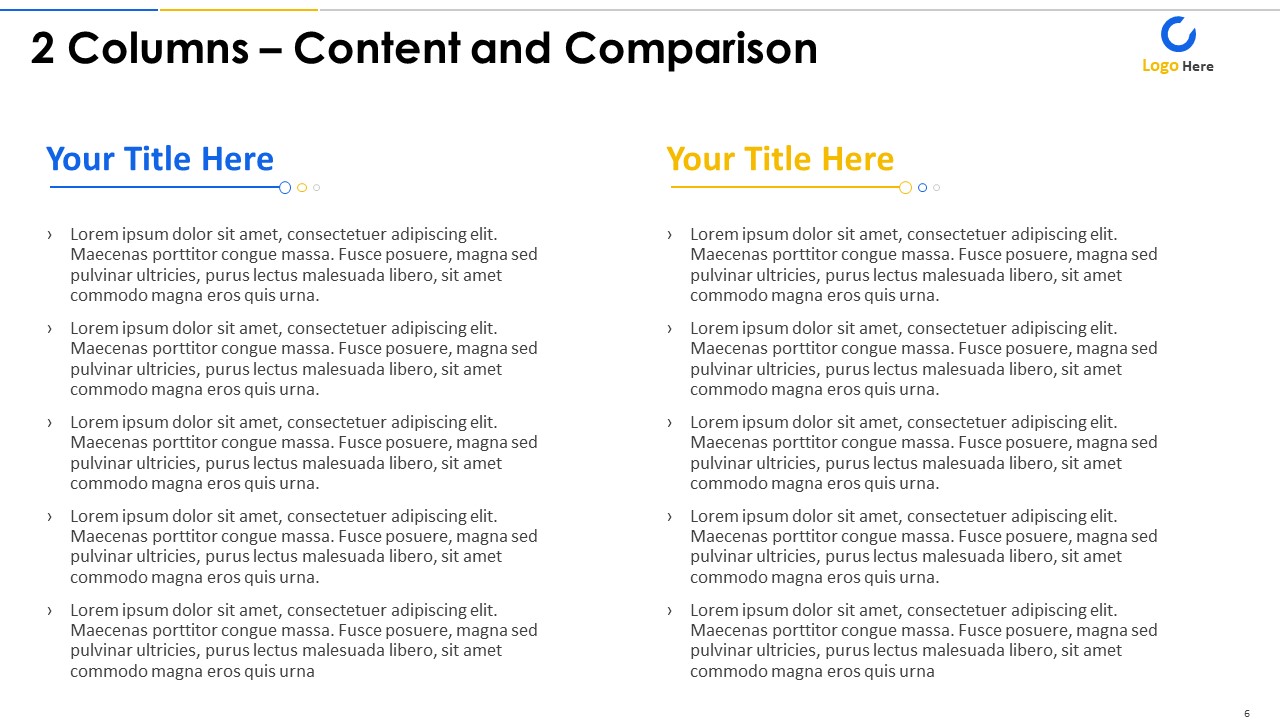 2 Columns – Content and Comparison
Logo Here
Your Title Here
› Lorem ipsum dolor sit amet, consectetuer adipiscing elit.
Maecenas porttitor congue massa. Fusce posuere, magna sed
pulvinar ultricies, purus lectus malesuada libero, sit amet
commodo magna eros quis urna.
› Lorem ipsum dolor sit amet, consectetuer adipiscing elit.
Maecenas porttitor congue massa. Fusce posuere, magna sed
pulvinar ultricies, purus lectus malesuada libero, sit amet
commodo magna eros quis urna.
› Lorem ipsum dolor sit amet, consectetuer adipiscing elit.
Maecenas porttitor congue massa. Fusce posuere, magna sed
pulvinar ultricies, purus lectus malesuada libero, sit amet
commodo magna eros quis urna.
› Lorem ipsum dolor sit amet, consectetuer adipiscing elit.
Maecenas porttitor congue massa. Fusce posuere, magna sed
pulvinar ultricies, purus lectus malesuada libero, sit amet
commodo magna eros quis urna.
› Lorem ipsum dolor sit amet, consectetuer adipiscing elit.
Maecenas porttitor congue massa. Fusce posuere, magna sed
pulvinar ultricies, purus lectus malesuada libero, sit amet
commodo magna eros quis urna
Your Title Here
› Lorem ipsum dolor sit amet, consectetuer adipiscing elit.
Maecenas porttitor congue massa. Fusce posuere, magna sed
pulvinar ultricies, purus lectus malesuada libero, sit amet
commodo magna eros quis urna.
› Lorem ipsum dolor sit amet, consectetuer adipiscing elit.
Maecenas porttitor congue massa. Fusce posuere, magna sed
pulvinar ultricies, purus lectus malesuada libero, sit amet
commodo magna eros quis urna.
› Lorem ipsum dolor sit amet, consectetuer adipiscing elit.
Maecenas porttitor congue massa. Fusce posuere, magna sed
pulvinar ultricies, purus lectus malesuada libero, sit amet
commodo magna eros quis urna.
› Lorem ipsum dolor sit amet, consectetuer adipiscing elit.
Maecenas porttitor congue massa. Fusce posuere, magna sed
pulvinar ultricies, purus lectus malesuada libero, sit amet
commodo magna eros quis urna.
› Lorem ipsum dolor sit amet, consectetuer adipiscing elit.
Maecenas porttitor congue massa. Fusce posuere, magna sed
pulvinar ultricies, purus lectus malesuada libero, sit amet
commodo magna eros quis urna
6